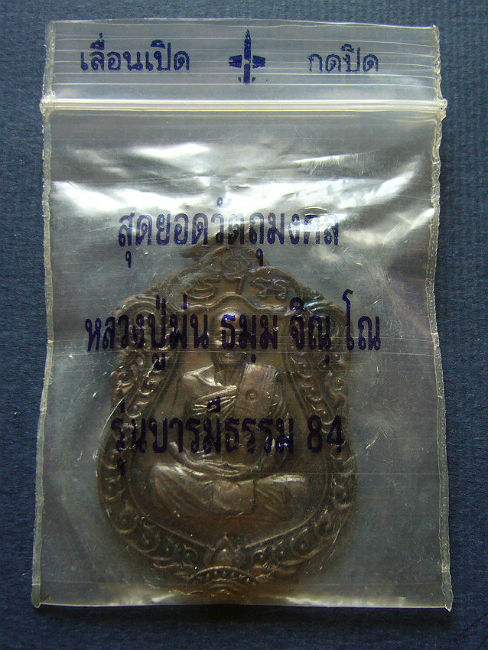 เลื่อนเปิด กดปิด
สุดยอดวัตถุมงคล
หลวงปู่ม่น ธมฺม จิณฺ โณ
รุ่นบารมีธรรม 84